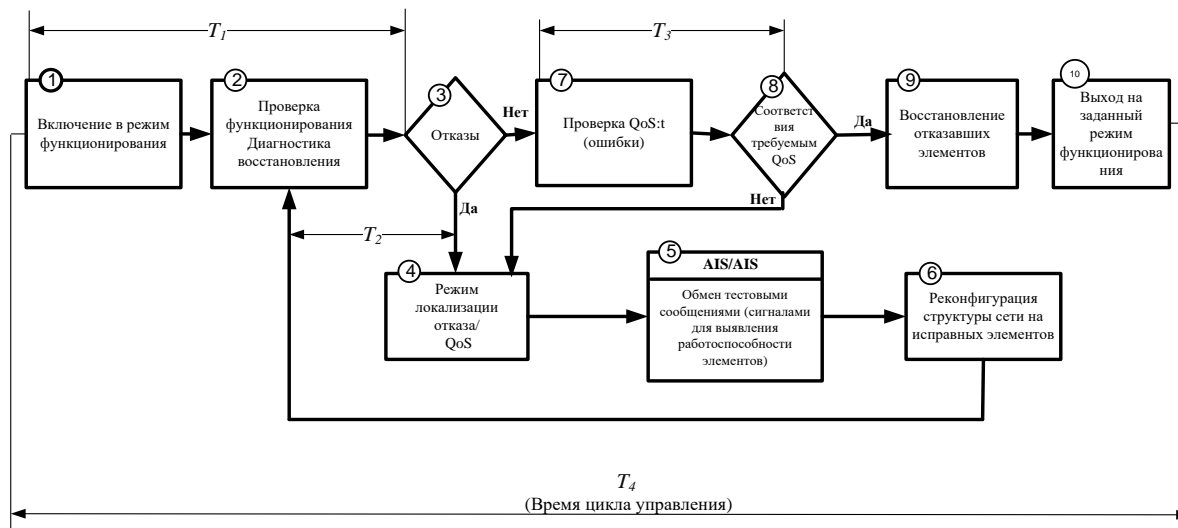 T1
T3
1
Включение в режим
функционирования
2
Проверка
функционирования
Диагностика
восстановления
3
Отказы
Нет
Да
7
Проверка QoS:t
(ошибки)
8
Соответст
вия
требуемым
QoS
Да
Нет
9
Восстановление
отказавших
элементов
10
Выход на
заданный
режим
функционирова
ния
T2
4
Режим
локализации
отказа/
QoS
5
AIS/AIS
Обмен тестовыми
сообщениями (сигналами
для выявления
работоспособности
элементов)
6
Реконфигурация
структуры сети на
исправных элементов
T4
(Время цикла управления)